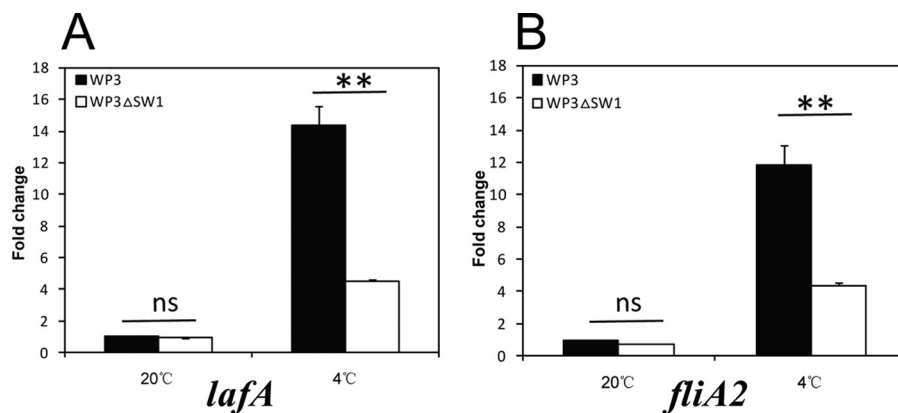 A
18
16
14
12
10
8
6
4
2
0
Fold change
WP3
WP3△SW1
**
ns
20℃
4℃
lafA
B
18
16
14
12
10
8
6
4
2
0
Fold change
WP3
WP3△SW1
**
ns
20℃
4℃
fliA2